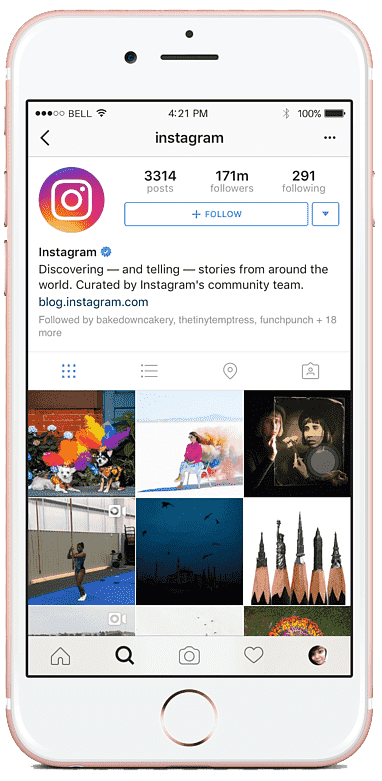 BELL 4:21 PM 100%
instagram
3314 171m 291
posts followers following
+ FOLLOW
Instagram
Discovering — and telling — stories from around the
world. Curated by Instagram's community team.
blog.instagram.com
Followed by bakedowncakery, thetinytemptress, funchpunch + 18
more